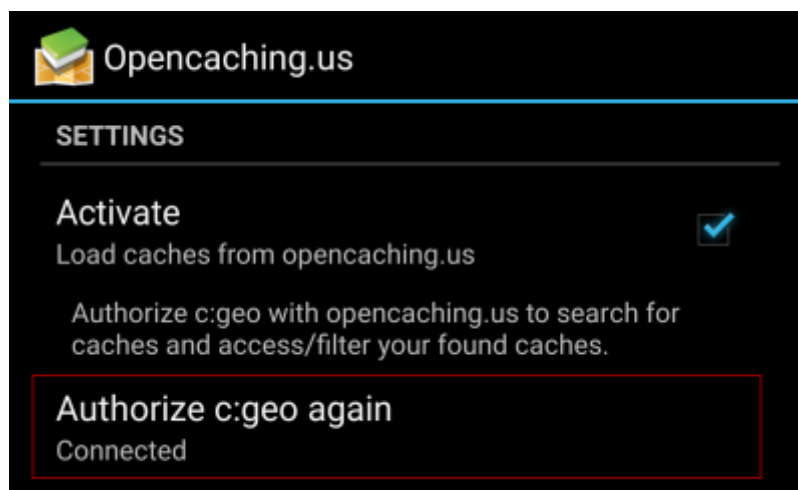 Opencaching.us
SETTINGS
Activate
Load caches from opencaching.us
Authorize c:geo with opencaching.us to search for
caches and access/filter your found caches.
Authorize c:geo again
Connected